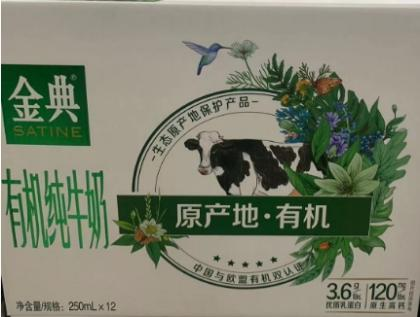 金典®
SATINE
有机纯牛奶
生态原产地保护产品
原产地·有机
中国与欧盟有机双认证
净含量/规格: 250mL×12
3.6g/100mL 120mg/100mL
优质乳蛋白 原生高钙